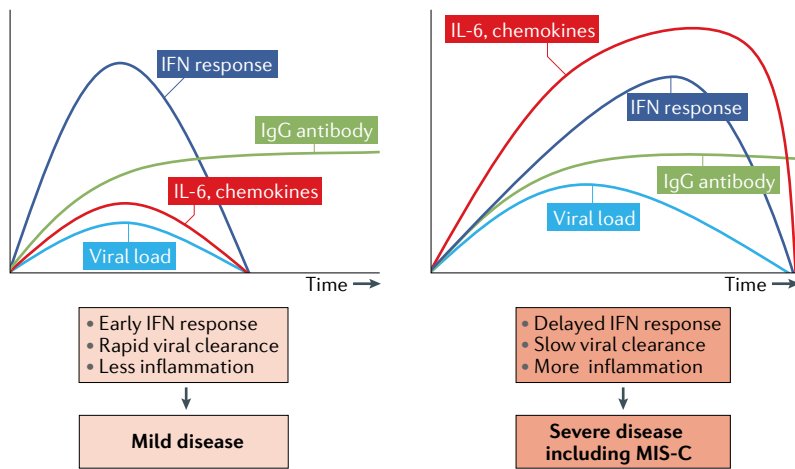 IFN response
IgG antibody
IL-6, chemokines
Viral load
Time
• Early IFN response
• Rapid viral clearance
• Less inflammation
Mild disease
IL-6, chemokines
IFN response
IgG antibody
Viral load
Time
• Delayed IFN response
• Slow viral clearance
• More inflammation
Severe disease
including MIS-C